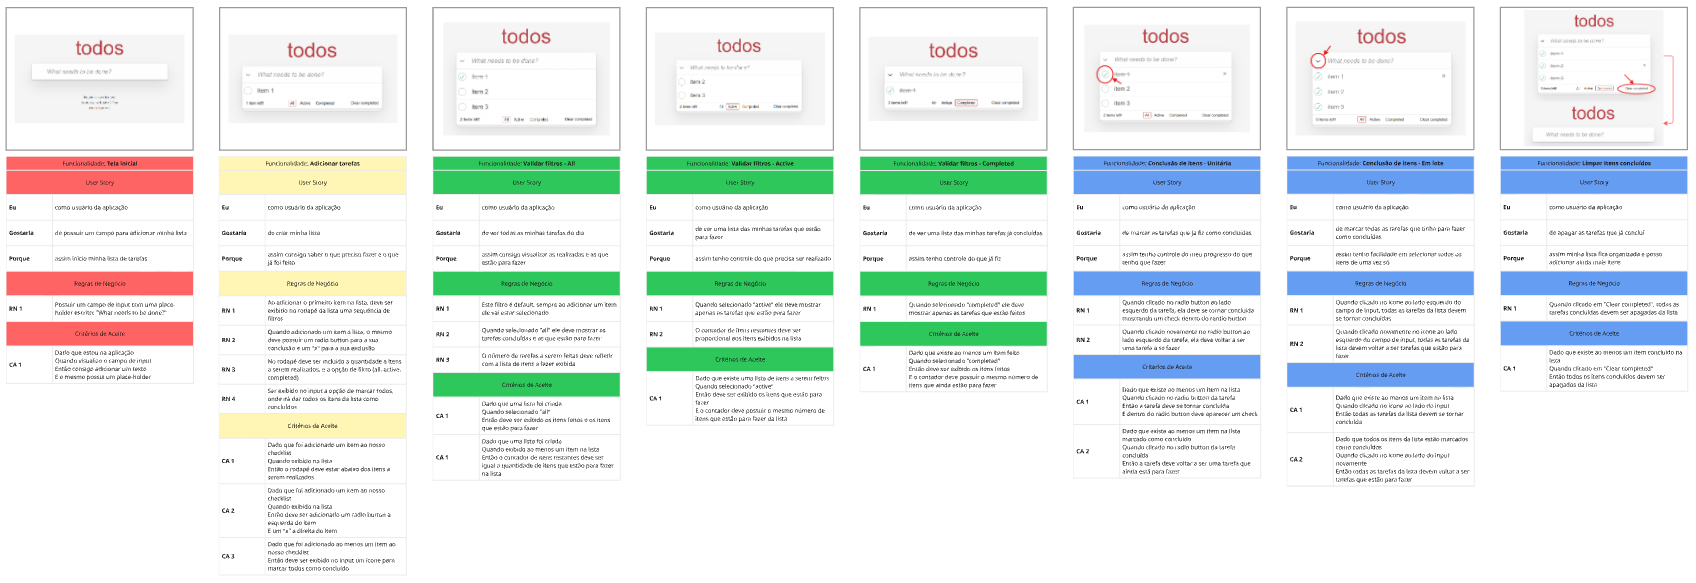 todos
What needs to be done?
Funcionalidade: Tela inicial
User Story
Eu
como usuário da aplicação
Gostaria
de possuir um campo para adicionar minha lista
Porque
assim inicio minha lista de tarefas
Regras de Negócio
RN 1
Possuir um campo de input com uma place-
holder escrito: "What needs to be done?"
Critérios de Aceite
CA 1
Dado que estou na aplicação
Quando visualizo o campo de input
Então consigo adicionar um texto
E o mesmo possui um place-holder
todos
What needs to be done?
item 1
1 item left
All
Active
Completed
Clear completed
Funcionalidade: Adicionar tarefas
User Story
Eu
como usuário da aplicação
Gostaria
de criar minha lista
Porque
assim consigo saber o que preciso fazer e o que
já foi feito
Regras de Negócio
RN 1
Ao adicionar o primeiro item na lista, deve ser
exibido no rodapé da lista uma sequência de
filtros
RN 2
Quando adicionado um item a lista, o mesmo
deve possuir um radio button para a sua
conclusão e um "x" para a sua exclusão
RN 3
No rodapé deve ser incluído a quantidade a itens
a serem realizados, e a opção de filtro (all, active,
completed)
RN 4
Ser exibido no input a opção de marcar todos,
onde irá dar todos os itens da lista como
concluídos
Critérios de Aceite
CA 1
Dado que foi adicionado um item ao nosso
checklist
Quando exibido na lista
Então o rodapé deve estar abaixo dos itens a
serem realizados
CA 2
Dado que foi adicionado um item ao nosso
checklist
Quando exibido na lista
Então deve ser adicionado um radio button a
esquerda do item
E um "x" a direita do item
CA 3
Dado que foi adicionado ao menos um item ao
nosso checklist
Então deve ser exibido no input um ícone para
marcar todos como concluído
todos
What needs to be done?
item 1
item 2
item 3
2 items left
All
Active
Completed
Clear completed
Funcionalidade: Validar filtros - All
User Story
Eu
como usuário da aplicação
Gostaria
de ver todas as minhas tarefas do dia
Porque
assim consigo visualizar as realizadas e as que
estão para fazer
Regras de Negócio
RN 1
Este filtro é default, sempre ao adicionar um item
ele vai estar selecionado
RN 2
Quando selecionado "all" ele deve mostrar as
tarefas concluídas e as que estão para fazer
RN 3
O número de tarefas a serem feitas deve refletir
com a lista de itens a fazer exibida
Critérios de Aceite
CA 1
Dado que uma lista foi criada
Quando selecionado "all"
Então deve ser exibido os itens feitos e os itens
que estão para fazer
CA 1
Dado que uma lista foi criada
Quando exibido ao menos um item na lista
Então o contador de itens restantes deve ser
igual a quantidade de itens que estão para fazer
na lista
todos
What needs to be done?
item 2
item 3
2 items left
All
Active
Completed
Clear completed
Funcionalidade: Validar filtros - Active
User Story
Eu
como usuário da aplicação
Gostaria
de ver uma lista das minhas tarefas que estão
para fazer
Porque
assim tenho controle do que precisa ser realizado
Regras de Negócio
RN 1
Quando selecionado "active" ele deve mostrar
apenas as tarefas que estão para fazer
RN 2
O contador de itens restantes deve ser
proporcional aos itens exibidos na lista
Critérios de Aceite
CA 1
Dado que existe uma lista de itens a serem feitos
Quando selecionado "active"
Então deve ser exibido os itens que estão para
fazer
E o contador deve possuir o mesmo número de
itens que estão para fazer da lista
todos
What needs to be done?
item 1
2 items left
All
Active
Completed
Clear completed
Funcionalidade: Validar filtros - Completed
User Story
Eu
como usuário da aplicação
Gostaria
de ver uma lista das minhas tarefas já concluídas
Porque
assim tenho controle do que já fiz
Regras de Negócio
RN 1
Quando selecionado "completed" ele deve
mostrar apenas as tarefas que estão feitos
Critérios de Aceite
CA 1
Dado que existe ao menos um item feito
Quando selecionado "completed"
Então deve ser exibido os itens feitos
E o contador deve possuir o mesmo número de
itens que ainda estão para fazer
todos
What needs to be done?
item 1
item 2
item 3
2 items left
All
Active
Completed
Clear completed
Funcionalidade: Conclusão de itens - Unitária
User Story
Eu
como usuário da aplicação
Gostaria
de marcar as tarefas que já fiz como concluídas
Porque
assim tenho controle do meu progresso do que
tenho que fazer
Regras de Negócio
RN 1
Quando clicado no radio button ao lado
esquerdo da tarefa, ela deve se tornar concluída
mostrando um check dentro do radio button
RN 2
Quando clicado novamente no radio button ao
lado esquerdo da tarefa, ela deve voltar a ser
uma tarefa a se fazer
Critérios de Aceite
CA 1
Dado que existe ao menos um item na lista
Quando clicado no radio button da tarefa
Então a tarefa deve se tornar concluída
E dentro do radio button deve aparecer um check
CA 2
Dado que existe ao menos um item na lista
marcado como concluído
Quando clicado no radio button da tarefa
concluída
Então a tarefa deve voltar a ser uma tarefa que
ainda está para fazer
todos
What needs to be done?
item 1
item 2
item 3
0 items left
All
Active
Completed
Clear completed
Funcionalidade: Conclusão de itens - Em lote
User Story
Eu
como usuário da aplicação
Gostaria
de marcar todas as tarefas que tinha para fazer
como concluídas
Porque
assim tenho facilidade em selecionar todos os
itens de uma vez só
Regras de Negócio
RN 1
Quando clicado no ícone ao lado esquerdo do
campo de input, todas as tarefas da lista devem
se tornar concluídas
RN 2
Quando clicado novamente no ícone ao lado
esquerdo do campo de input, todas as tarefas da
lista devem voltar a ser tarefas que estão para
fazer
Critérios de Aceite
CA 1
Dado que existe ao menos um item na lista
Quando clicado no ícone ao lado do input
Então todas as tarefas da lista devem se tornar
concluída
CA 2
Dado que todos os itens da lista estão marcados
como concluídos
Quando clicado no ícone ao lado do input
novamente
Então todas as tarefas da lista devem voltar a ser
tarefas que estão para fazer
todos
What needs to be done?
item 1
item 2
item 3
All
Active
Completed
Clear completed
todos
What needs to be done?
Funcionalidade: Limpar itens concluídos
User Story
Eu
como usuário da aplicação
Gostaria
de apagar as tarefas que já concluí
Porque
assim minha lista fica organizada e posso
adicionar ainda mais itens
Regras de Negócio
RN 1
Quando clicado em "Clear completed", todas as
tarefas concluídas devem ser apagadas da lista
Critérios de Aceite
CA 1
Dado que existe ao menos um item concluído na
lista
Quando clicado em "Clear completed"
Então todos os itens concluídos devem ser
apagados da lista